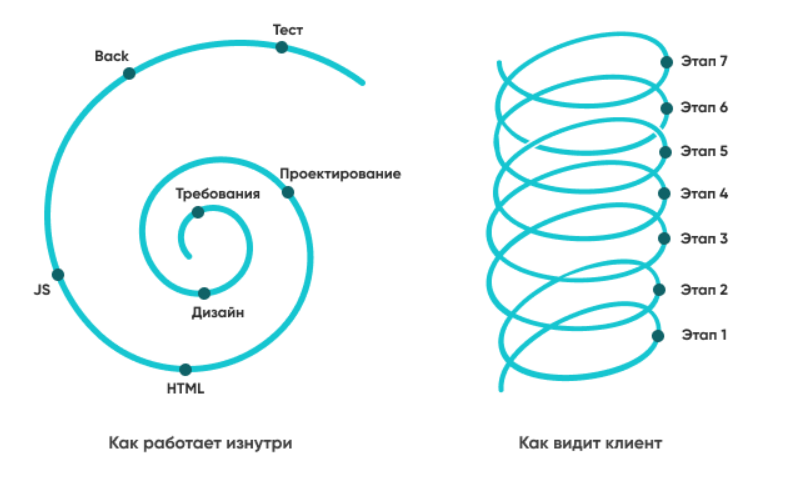 Тест
Back
Проектирование
Требования
JS
Дизайн
HTML
Как работает изнутри
Этап 7
Этап 6
Этап 5
Этап 4
Этап 3
Этап 2
Этап 1
Как видит клиент